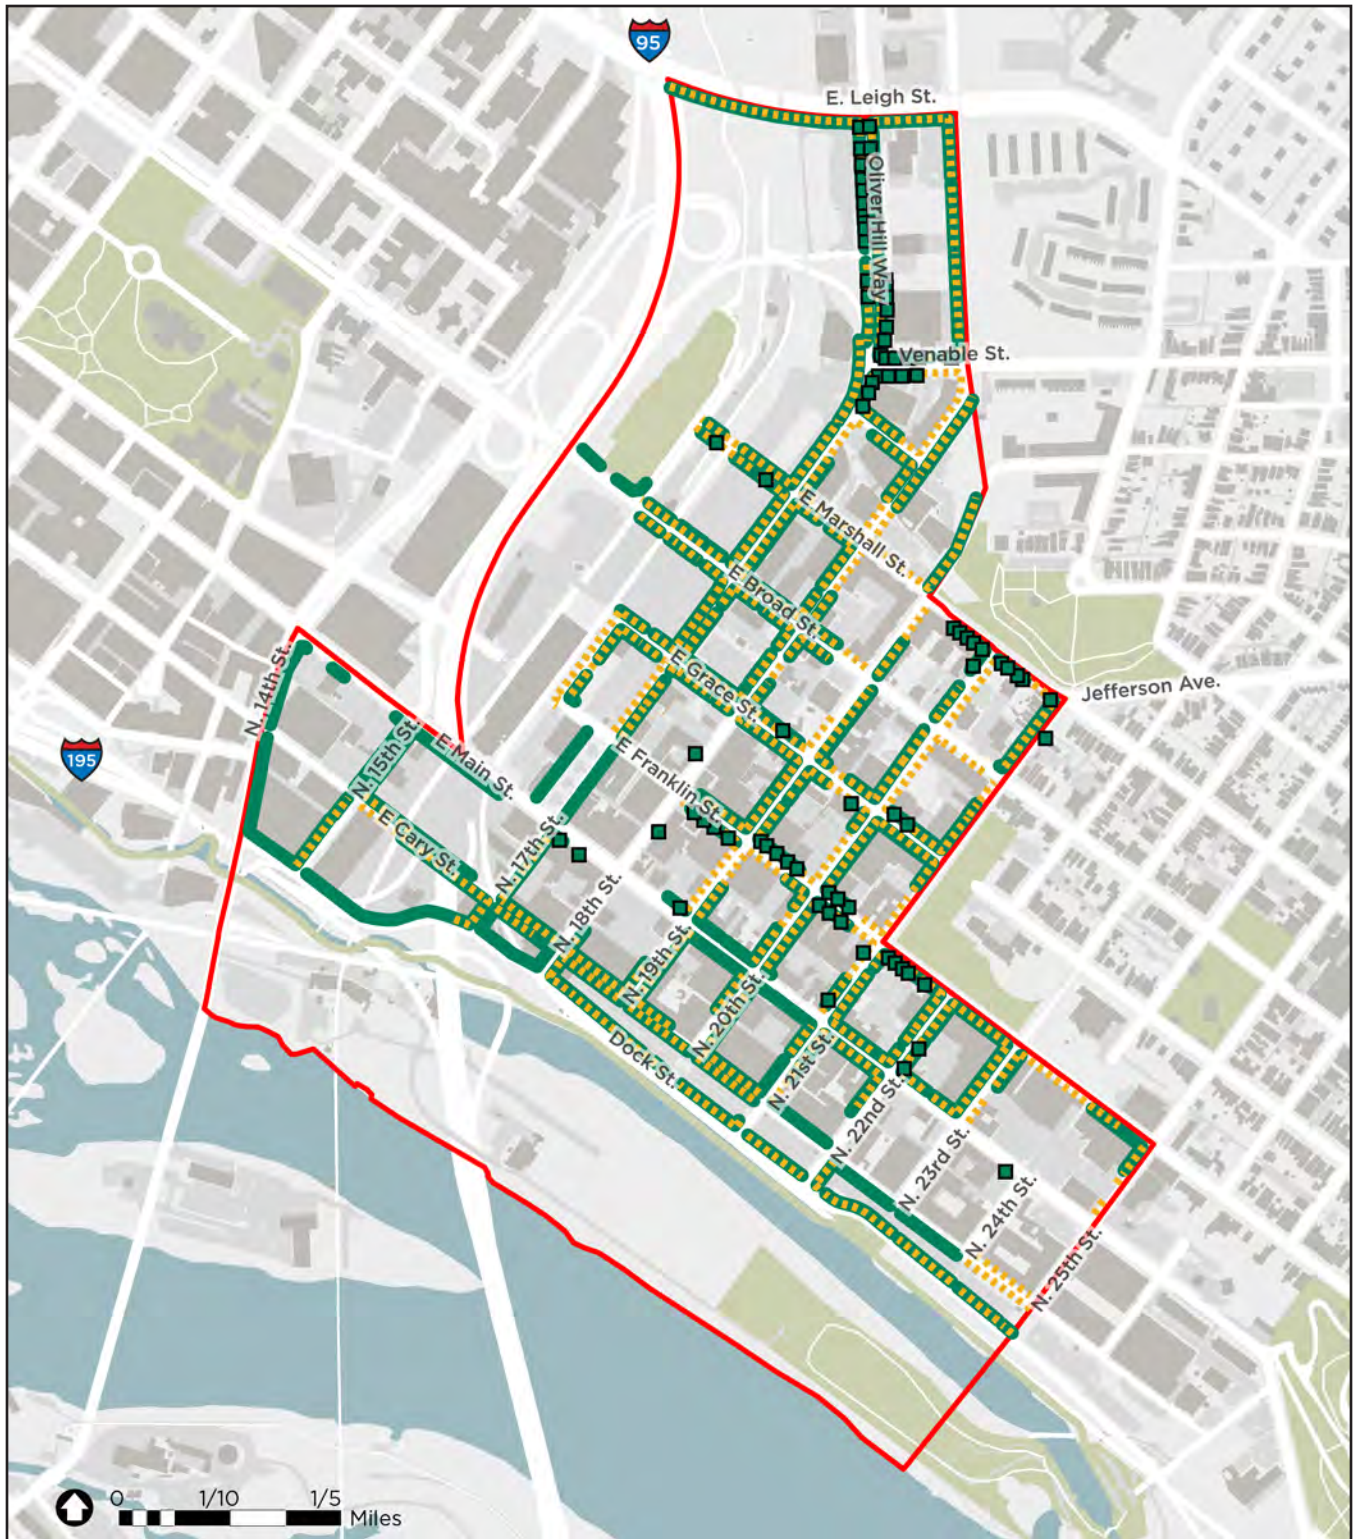 95
E. Leigh St.
Oliver Hill Way
Venable St.
E Marshall St.
E Broad St.
E Grace St.
Jefferson Ave.
N. 14th St.
195
N. 15th St.
E Main St.
E Franklin St.
E Cary St.
N. 17th St.
N. 18th St.
N. 19th St.
N. 20th St.
Dock St.
N. 21st St.
N. 22nd St.
N. 23rd St.
N. 24th St.
N. 25th St.
0 1/10 1/5
Miles